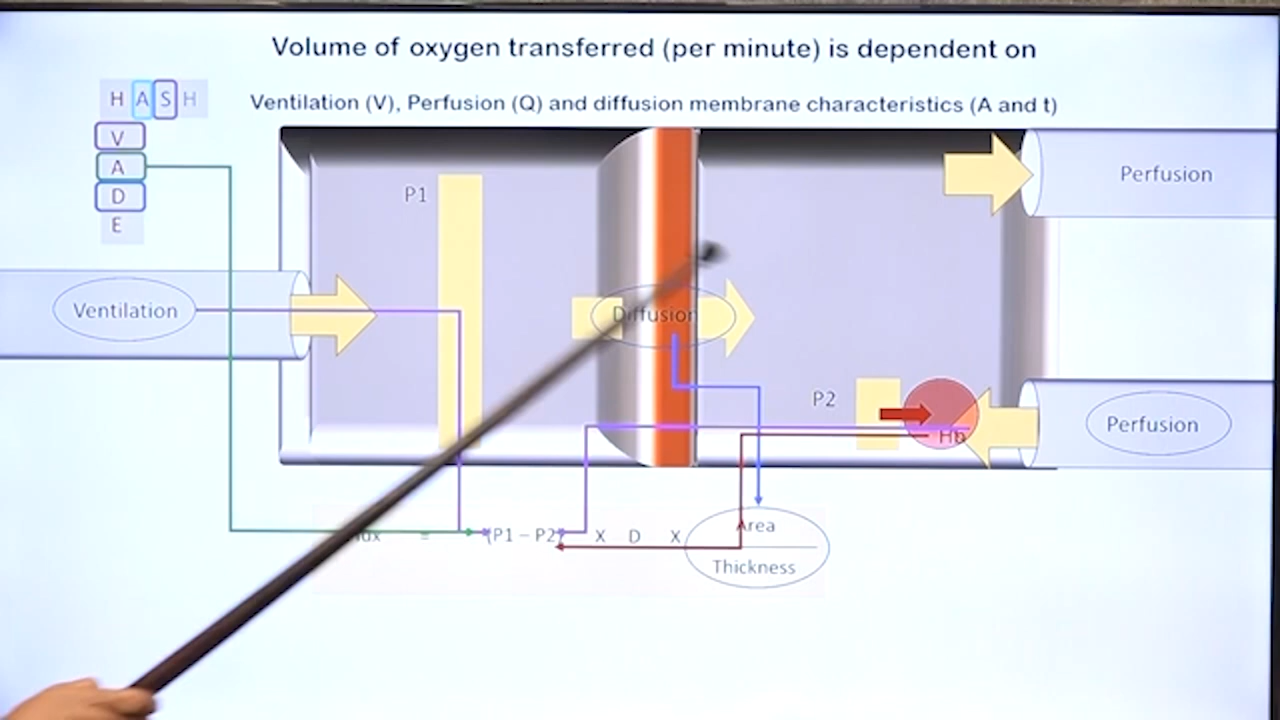 Volume of oxygen transferred (per minute) is dependent on
H A S H
Ventilation (V), Perfusion (Q) and diffusion membrane characteristics (A and t)
V
A
D
E
P1
Perfusion
Ventilation
Diffusion
P2
Hb
Perfusion
= (P1 – P2) X D X
Area
Thickness